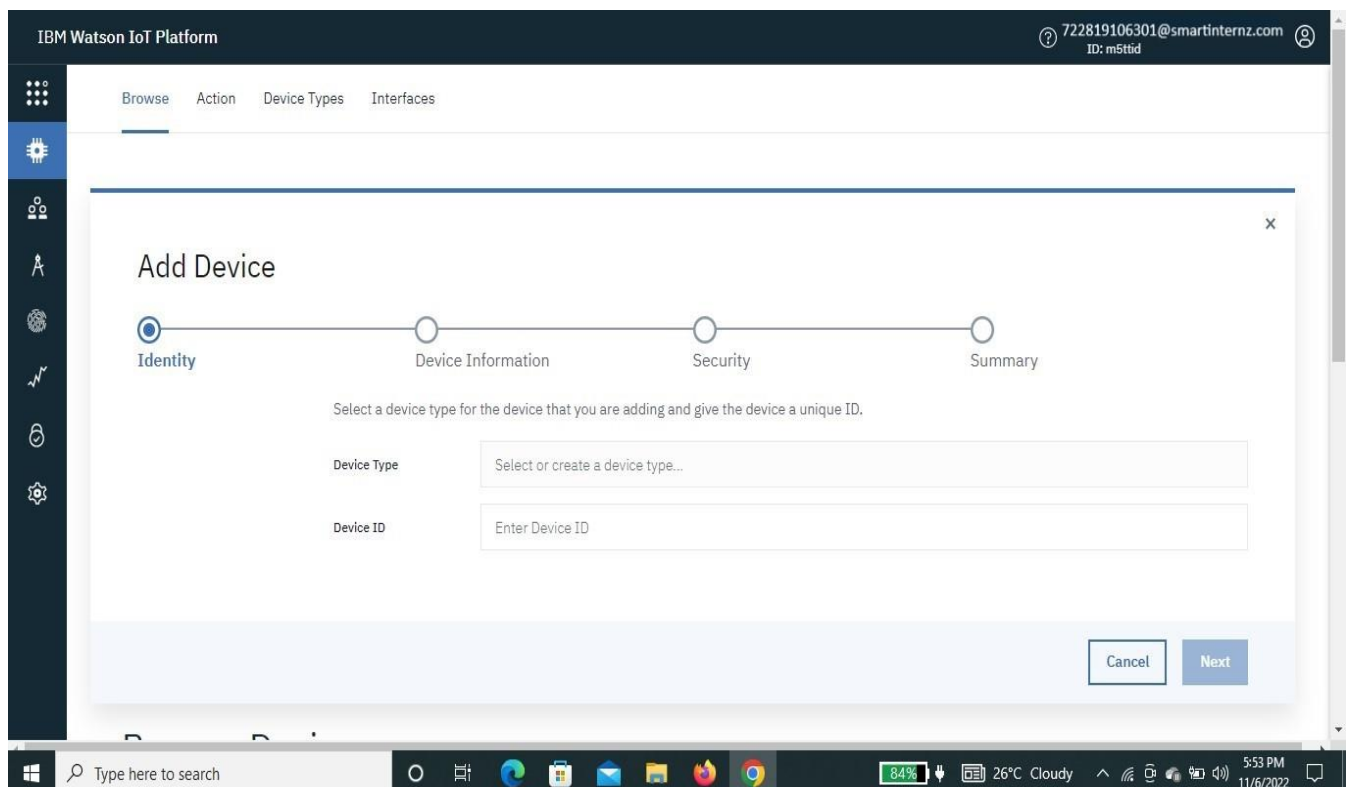 IBM Watson IoT Platform
722819106301@smartinternz.com
ID: m5ttid
Browse Action Device Types Interfaces
x
Add Device
Identity Device Information Security Summary
Select a device type for the device that you are adding and give the device a unique ID.
Device Type Select or create a device type...
Device ID Enter Device ID
Cancel Next
Type here to search
84% 26°C Cloudy 5:53 PM
11/6/2022